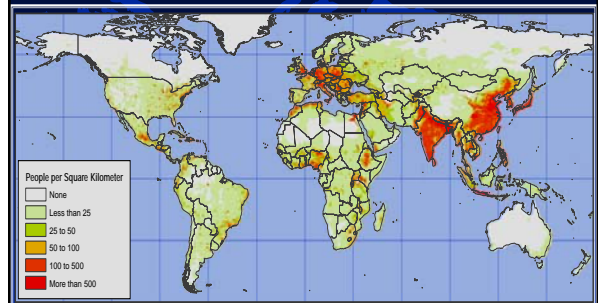 People per Square Kilometer
None
Less than 25
25 to 50
50 to 100
100 to 500
More than 500